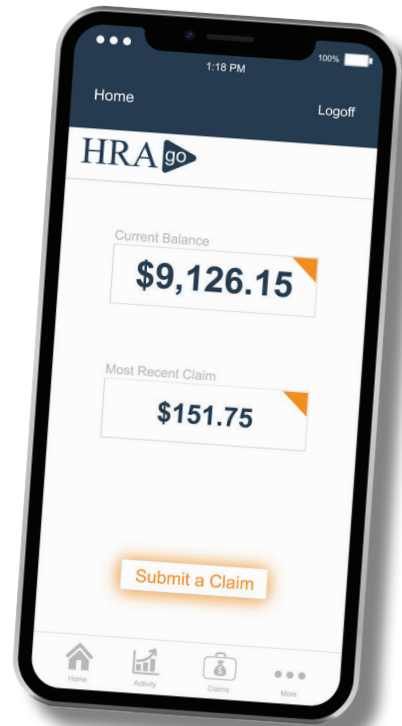 1:18 PM
100%
Home
Logoff
HRA go
Current Balance
$9,126.15
Most Recent Claim
$151.75
Submit a Claim
Home
Activity
Claims
More